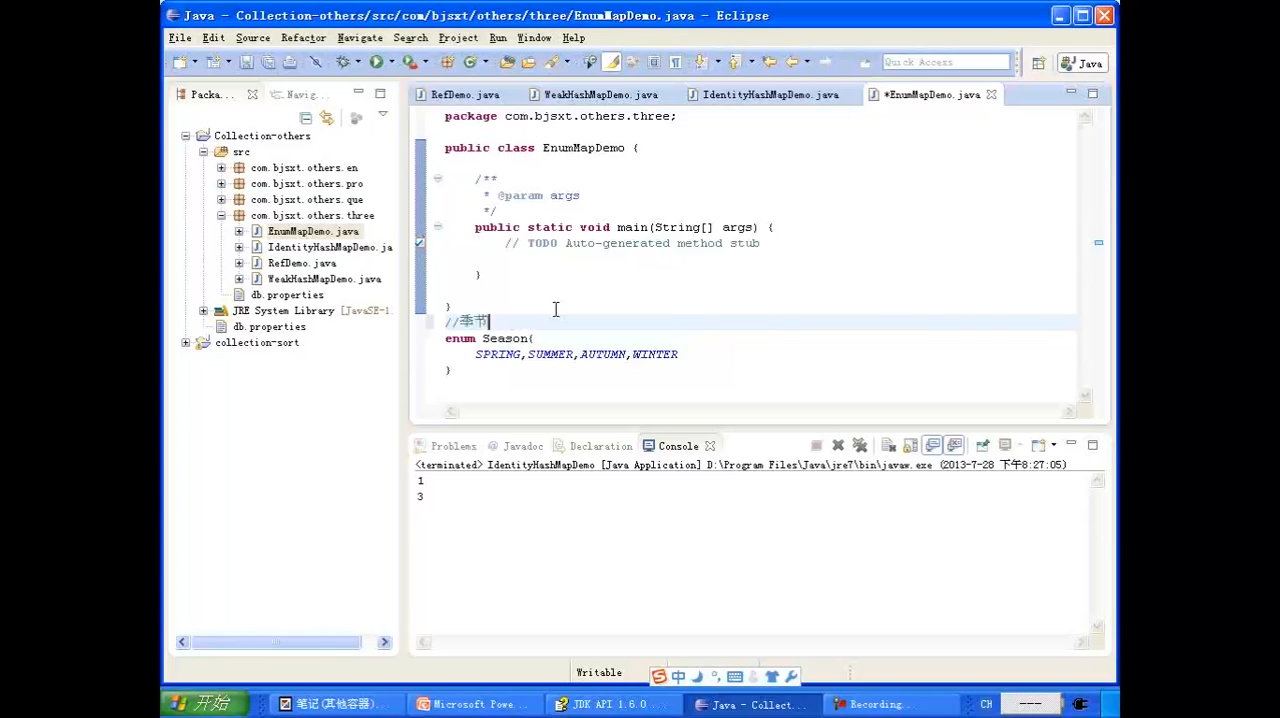 Java - Collection-others/src/com/bjsxt/others/three/EnumMapDemo.java - Eclipse
File Edit Source Refactor Navigate Search Project Run Window Help
Quick Access
Java
Packa...
Navig...
RefDemo.java
WeakHashMapDemo.java
IdentityHashMapDemo.java
*EnumMapDemo.java
Collection-others
src
com.bjsxt.others.en
com.bjsxt.others.pro
com.bjsxt.others.que
com.bjsxt.others.three
EnumMapDemo.java
IdentityHashMapDemo.ja
RefDemo.java
WeakHashMapDemo.java
db.properties
JRE System Library [JavaSE-1.
db.properties
collection-sort
package com.bjsxt.others.three;
public class EnumMapDemo {
/**
* @param args
*/
public static void main(String[] args) {
// TODO Auto-generated method stub
}
}
//季节
enum Season{
SPRING,SUMMER,AUTUMN,WINTER
}
Problems
@ Javadoc
Declaration
Console
<terminated> IdentityHashMapDemo [Java Application] D:\Program Files\Java\jre7\bin\javaw.exe (2013-7-28 下午8:27:05)
1
3
Writable
中
开始
笔记(其他容器)...
Microsoft Powe...
JDK API 1.6.0 ...
Java - Collect...
Recording...
CH
---